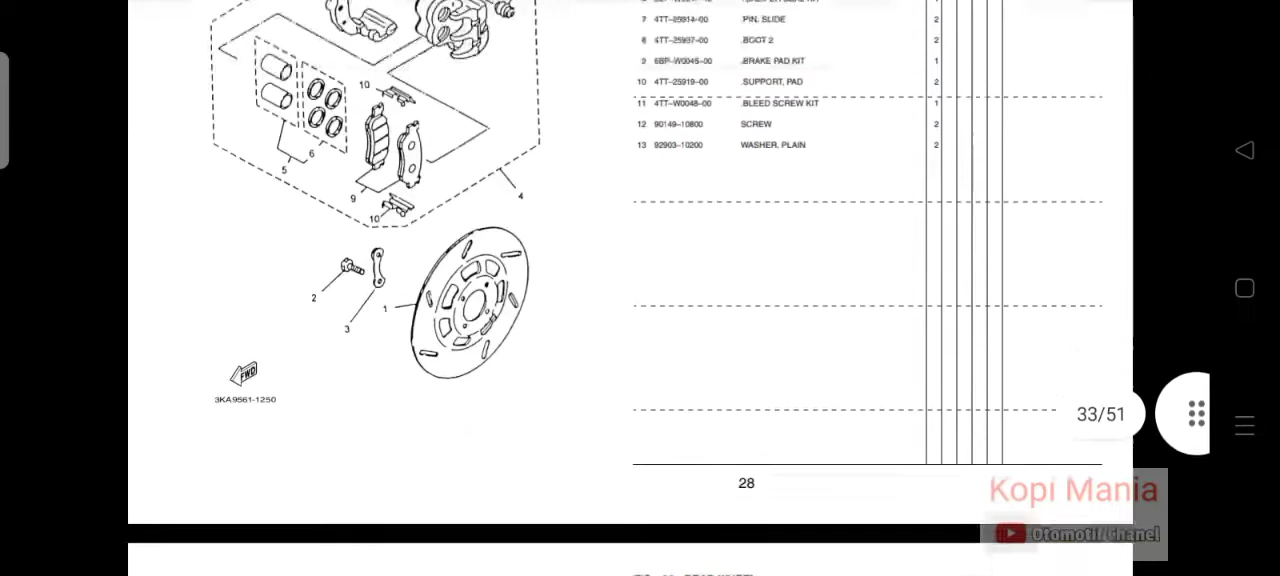 7 4TT-25914-00 PIN, SLIDE 2
8 4TT-25937-00 .BOOT 2 2
9 6BP-W0045-00 .BRAKE PAD KIT 1
10 4TT-25919-00 .SUPPORT, PAD 2
11 4TT-W0048-00 .BLEED SCREW KIT 1
12 90149-10800 SCREW 2
13 92903-10200 WASHER, PLAIN 2
10
6
5
9
10
4
2
3
1
FWD
3KA9561-1250
33/51
28
Kopi Mania
Otomotif/Chanel